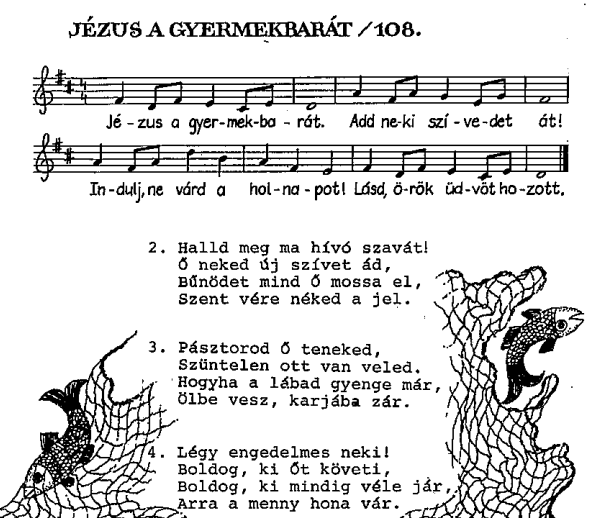 JÉZUS A GYERMEKBARÁT /108.
Jé-zus a gyer-mek-ba-rát. Add ne-ki szí-ve-det át!
In-dulj, ne várd a hol-na-pot! Lásd, ö-rök üd-vöt ho-zott.
2. Halld meg ma hívó szavát!
Ő neked új szívet ád,
Bűnödet mind Ő mossa el,
Szent vére néked a jel.
3. Pásztorod Ő teneked,
Szüntelen ott van veled.
Hogyha a lábad gyenge már,
Ölbe vesz, karjába zár.
4. Légy engedelmes neki!
Boldog, ki Őt követi,
Boldog, ki mindig véle jár,
Arra a menny hona vár.